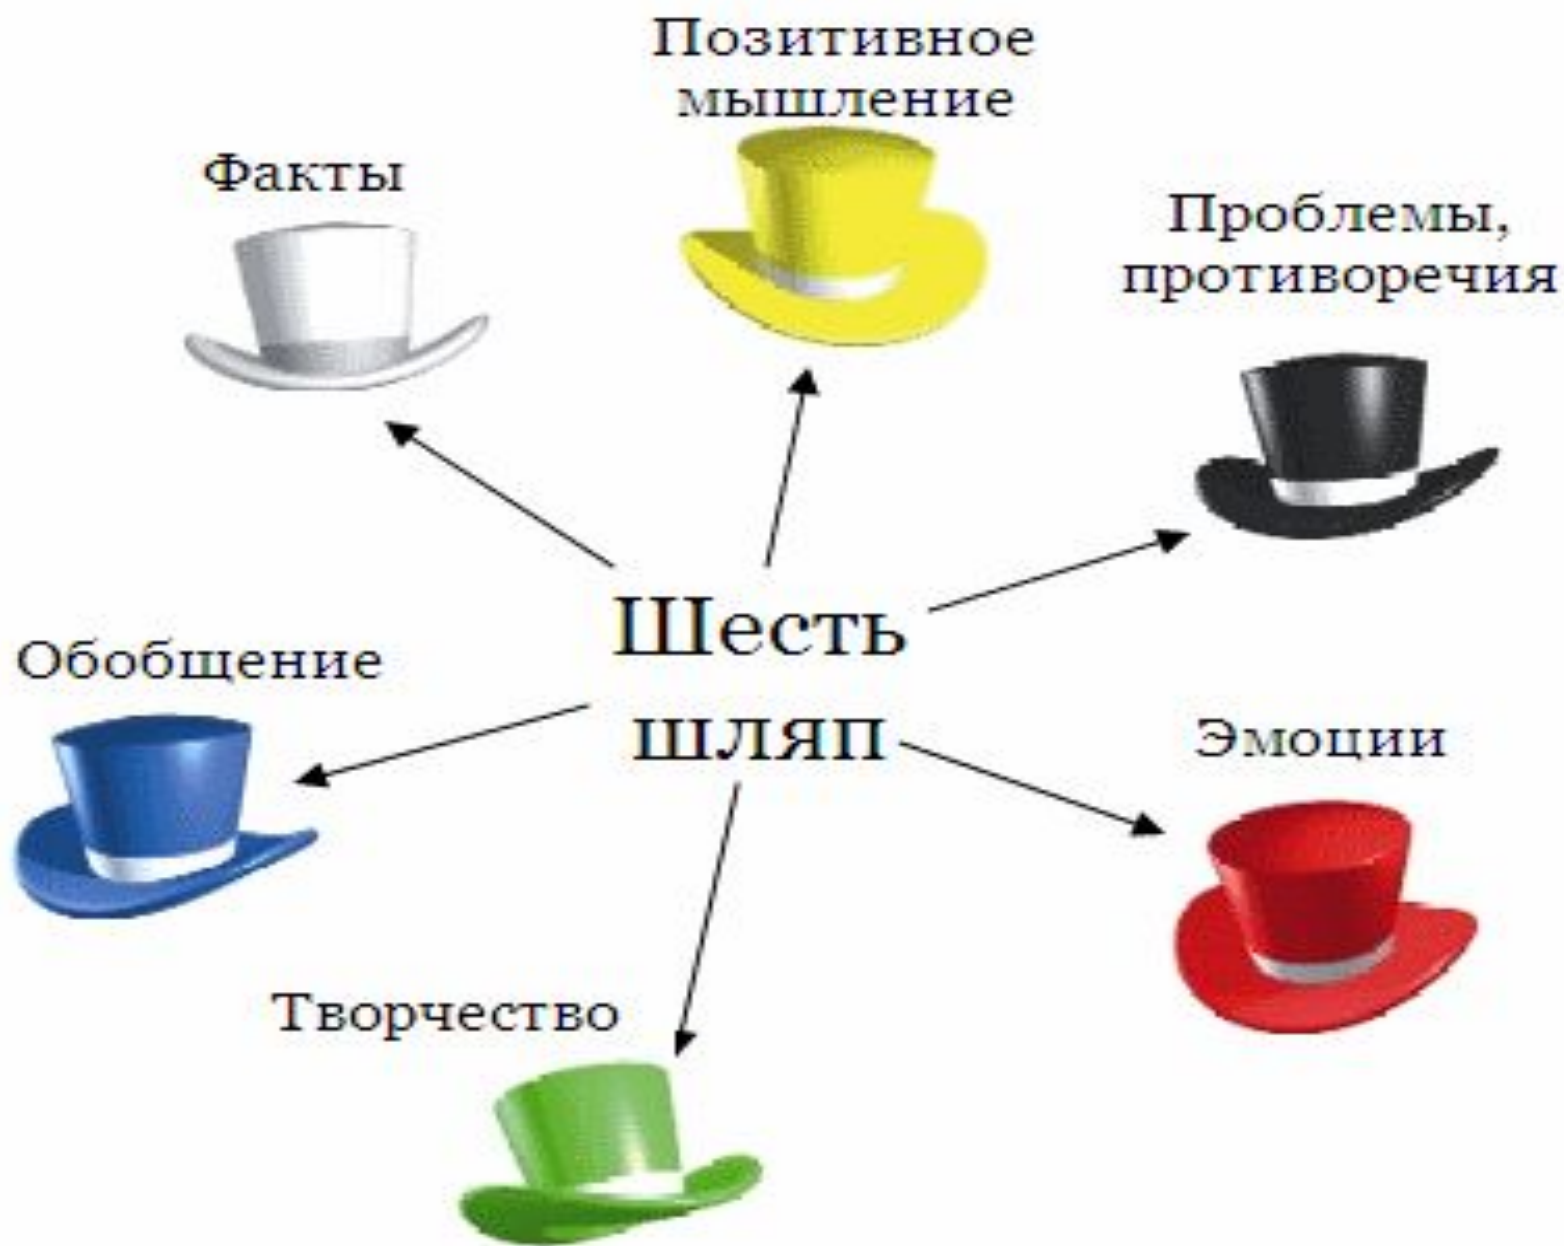 Позитивное
мышление
Факты
Проблемы,
противоречия
Шесть
шляп
Обобщение
Эмоции
Творчество